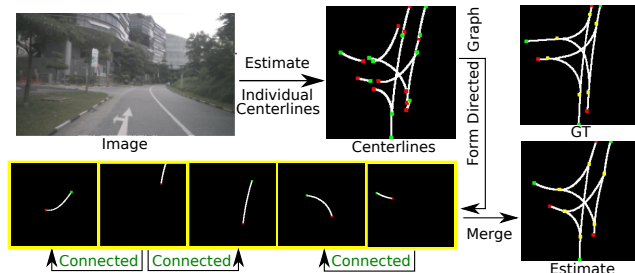 Estimate
Individual
Centerlines
Image
Centerlines
Form Directed Graph
GT
Merge
Estimate
Connected
Connected
Connected